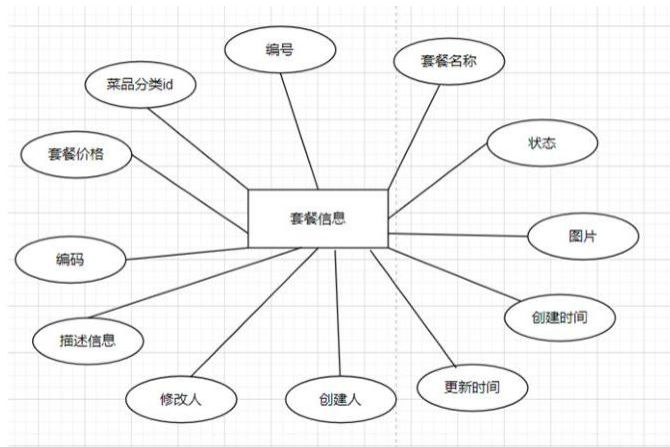 编号
套餐名称
菜品分类id
状态
套餐价格
套餐信息
图片
编码
创建时间
描述信息
更新时间
修改人
创建人